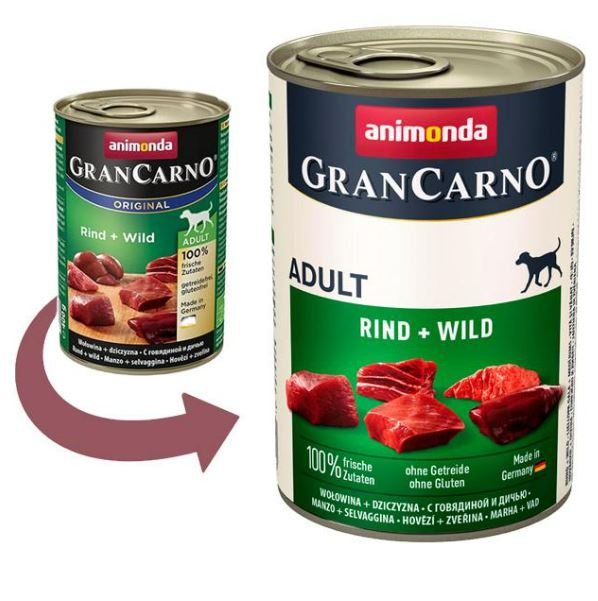 animonda
GRANCARNO®
ORIGINAL
Rind + Wild
ADULT
100%
frische
Zutaten
getreidefrei
glutenfrei
Made in
Germany
Wołowina + dziczyzna • С говядиной и дичью
Rind + wild • Manzo + selvaggina • Hovězí + zvěřina
animonda
GRANCARNO®
ADULT
RIND + WILD
100% frische Zutaten
ohne Getreide
ohne Gluten
Made in
Germany
WOŁOWINA + DZICZYZNA • С ГОВЯДИНОЙ И ДИЧЬЮ •
MANZO + SELVAGGINA • HOVĚZÍ + ZVĚŘINA • MARHA + VAD